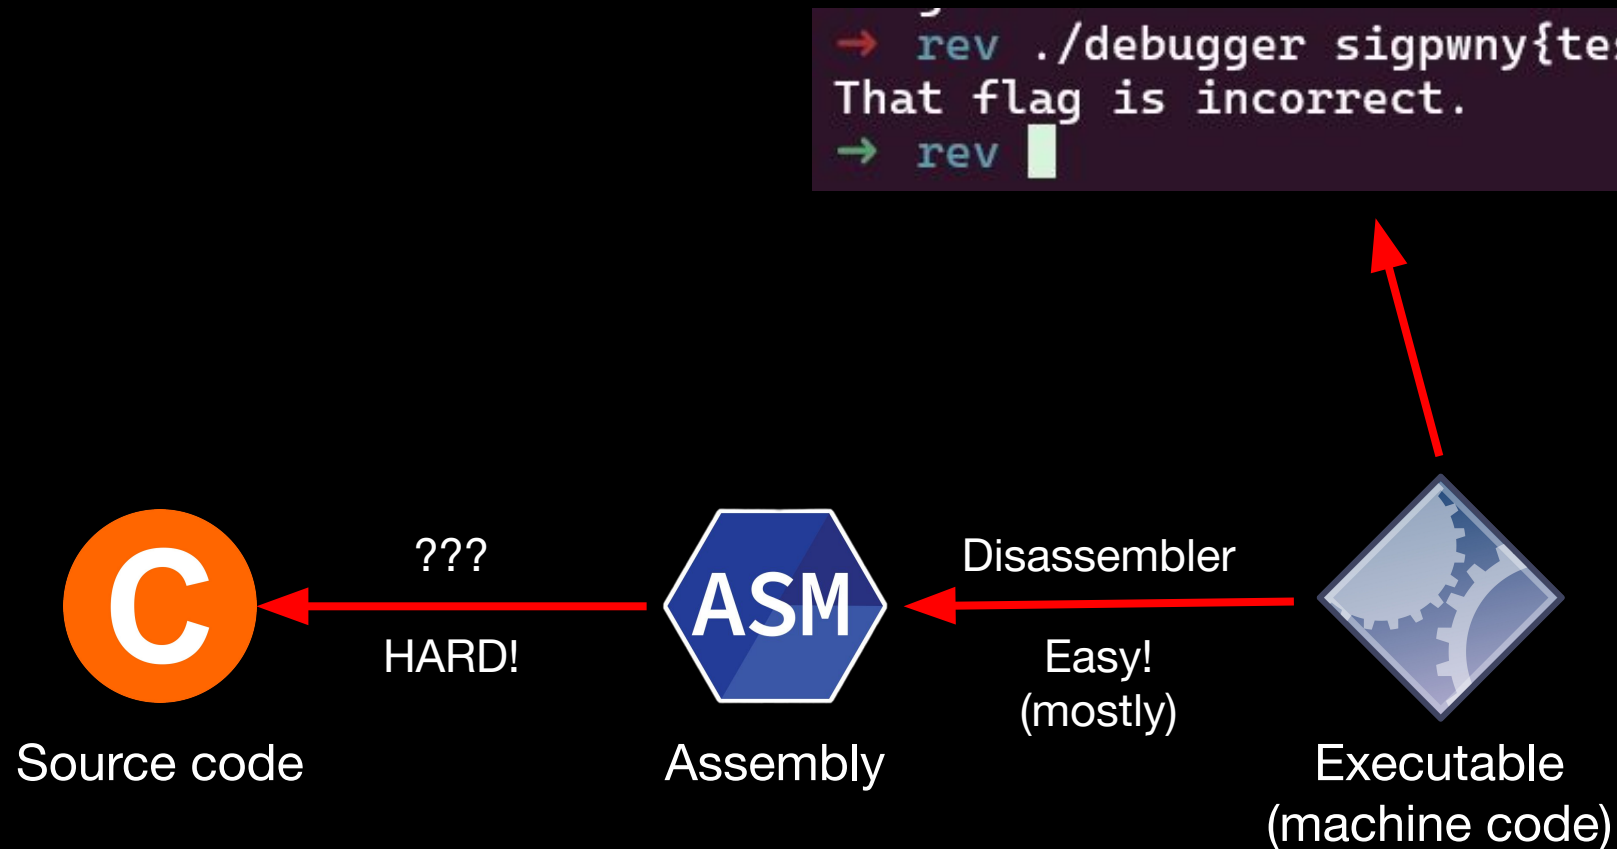 → rev ./debugger sigpwny{te
That flag is incorrect.
→ rev
C
???
HARD!
ASM
Disassembler
Easy!
(mostly)
Source code
Assembly
Executable
(machine code)